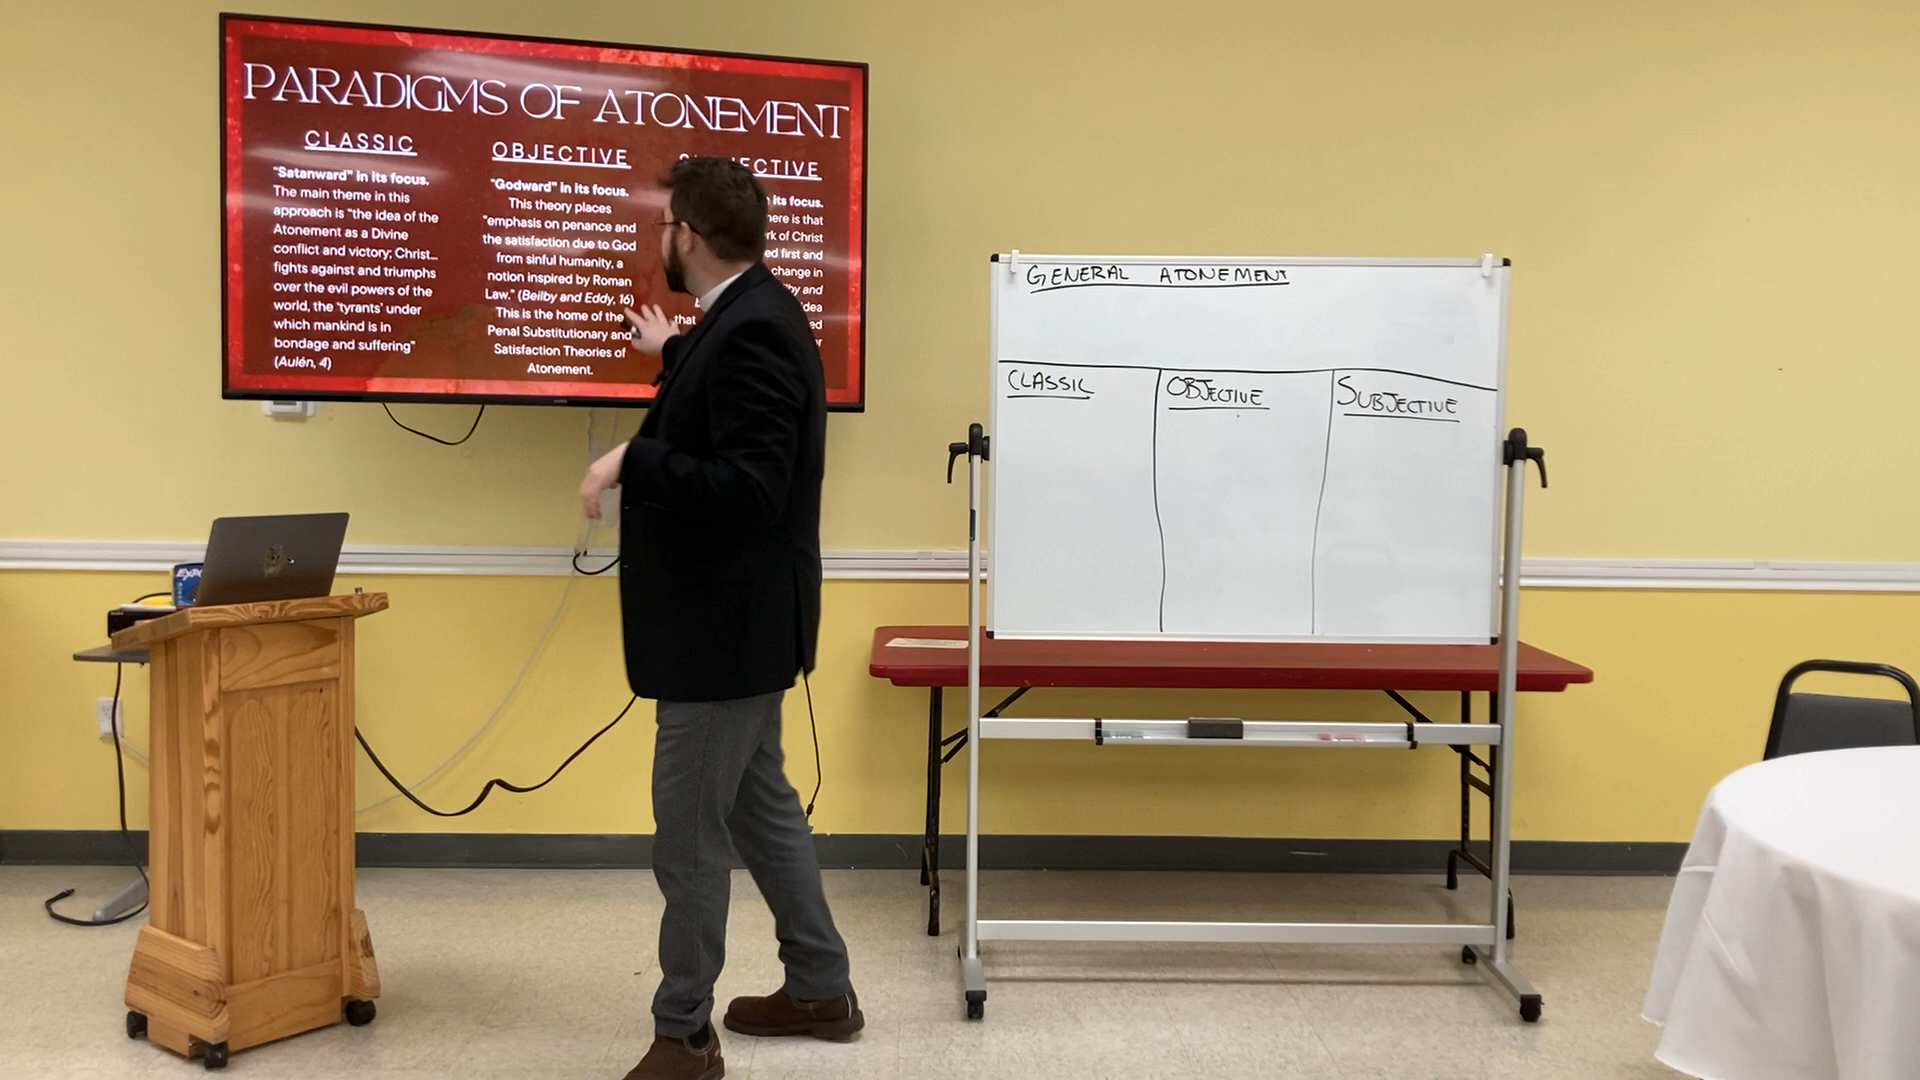 PARADIGMS OF ATONEMENT
CLASSIC
"Satanward" in its focus.
The main theme in this
approach is "the idea of the
Atonement as a Divine
conflict and victory; Christ...
fights against and triumphs
over the evil powers of the
world, the 'tyrants' under
which mankind is in
bondage and suffering"
(Aulén, 4)
OBJECTIVE
"Godward" in its focus.
This theory places
"emphasis on penance and
the satisfaction due to God
from sinful humanity, a
notion inspired by Roman
Law." (Beilby and Eddy, 16)
This is the home of the
Penal Substitutionary and
Satisfaction Theories of
Atonement.
its focus.
here is that
of Christ
first and
change in
and
idea
that
GENERAL ATONEMENT
CLASSIC
OBJECTIVE
SUBJECTIVE
EXPO